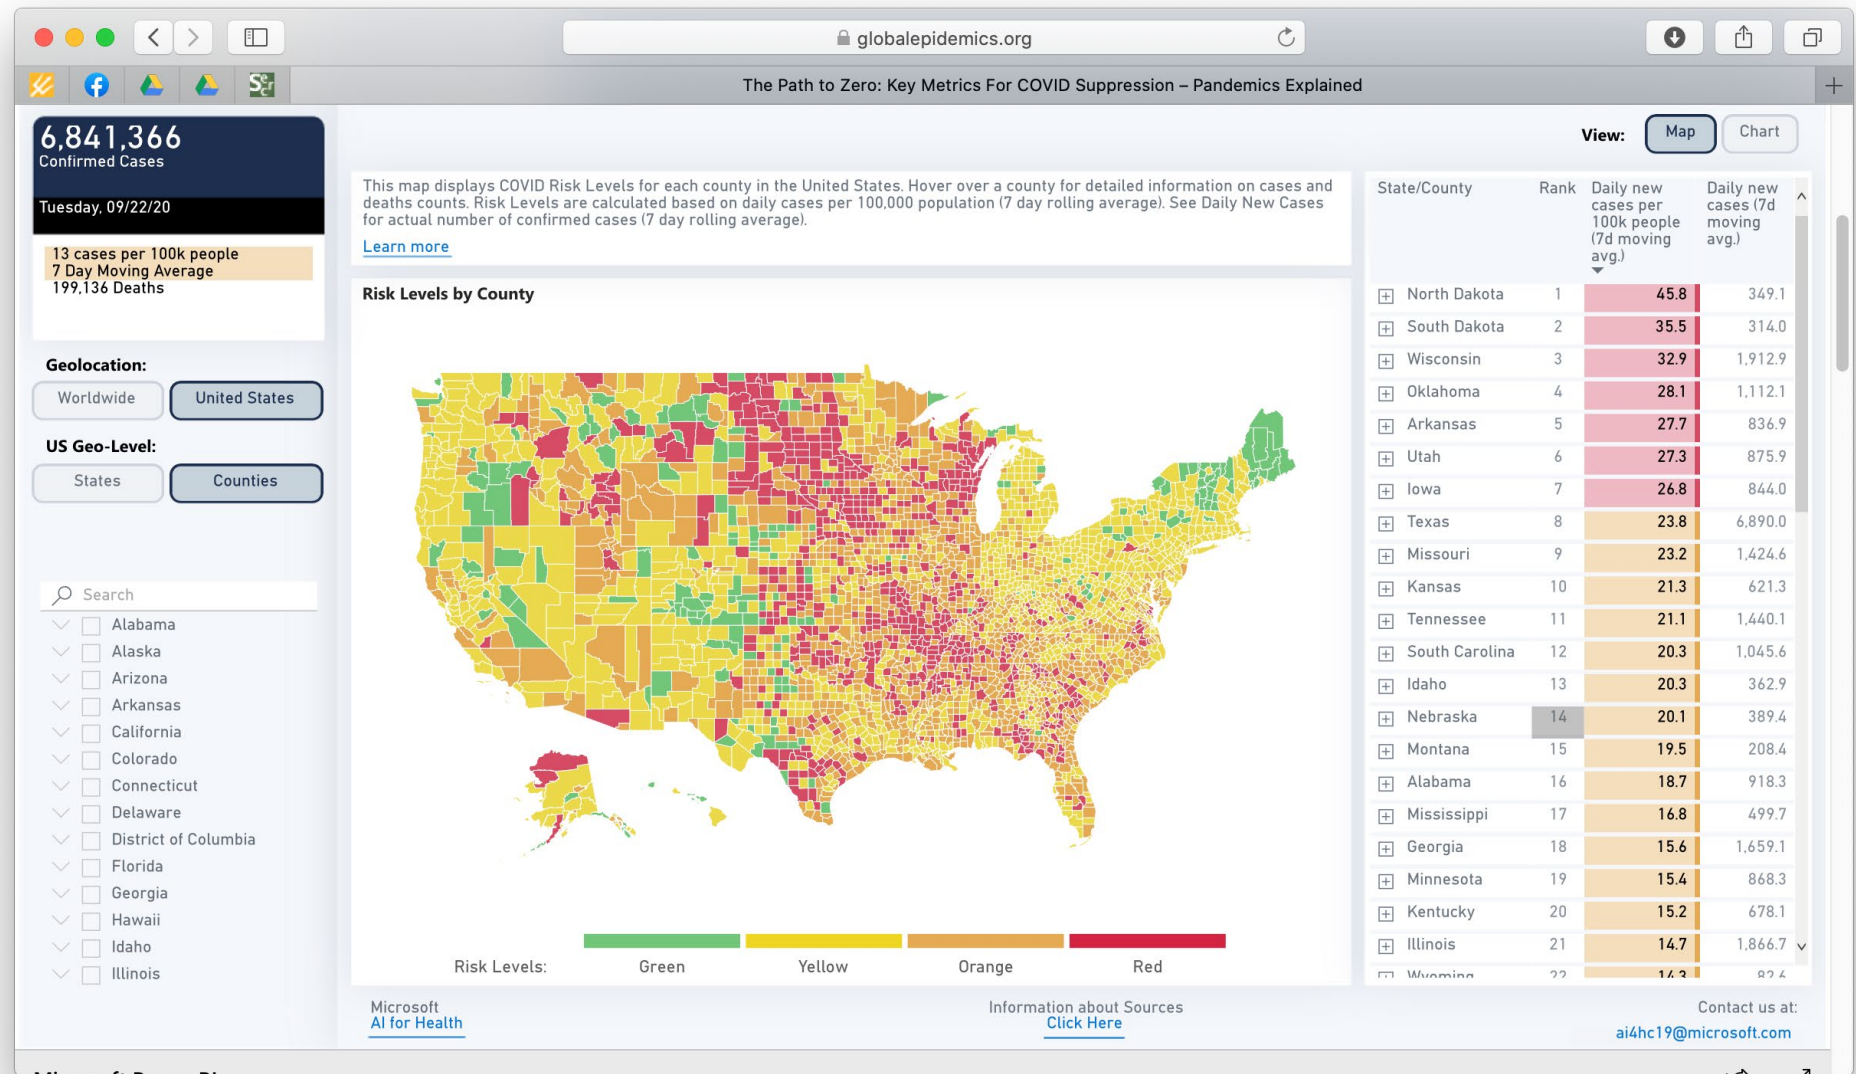 globalepidemics.org
The Path to Zero: Key Metrics For COVID Suppression – Pandemics Explained
6,841,366
Confirmed Cases
Tuesday, 09/22/20
13 cases per 100k people
7 Day Moving Average
199,136 Deaths
Geolocation:
Worldwide United States
US Geo-Level:
States Counties
Search
Alabama
Alaska
Arizona
Arkansas
California
Colorado
Connecticut
Delaware
District of Columbia
Florida
Georgia
Hawaii
Idaho
Illinois
View: Map Chart
This map displays COVID Risk Levels for each county in the United States. Hover over a county for detailed information on cases and
deaths counts. Risk Levels are calculated based on daily cases per 100,000 population (7 day rolling average). See Daily New Cases
for actual number of confirmed cases (7 day rolling average).
Learn more
Risk Levels by County
Risk Levels: Green Yellow Orange Red
State/County Rank Daily new Daily new
cases per cases (7d
100k people moving
(7d moving avg.)
avg.)
North Dakota 1 45.8 349.1
South Dakota 2 35.5 314.0
Wisconsin 3 32.9 1,912.9
Oklahoma 4 28.1 1,112.1
Arkansas 5 27.7 836.9
Utah 6 27.3 875.9
Iowa 7 26.8 844.0
Texas 8 23.8 6,890.0
Missouri 9 23.2 1,424.6
Kansas 10 21.3 621.3
Tennessee 11 21.1 1,440.1
South Carolina 12 20.3 1,045.6
Idaho 13 20.3 362.9
Nebraska 14 20.1 389.4
Montana 15 19.5 208.4
Alabama 16 18.7 918.3
Mississippi 17 16.8 499.7
Georgia 18 15.6 1,659.1
Minnesota 19 15.4 868.3
Kentucky 20 15.2 678.1
Illinois 21 14.7 1,866.7
Wyoming 22 14.3 82.6
Microsoft
AI for Health
Information about Sources
Click Here
Contact us at:
ai4hc19@microsoft.com